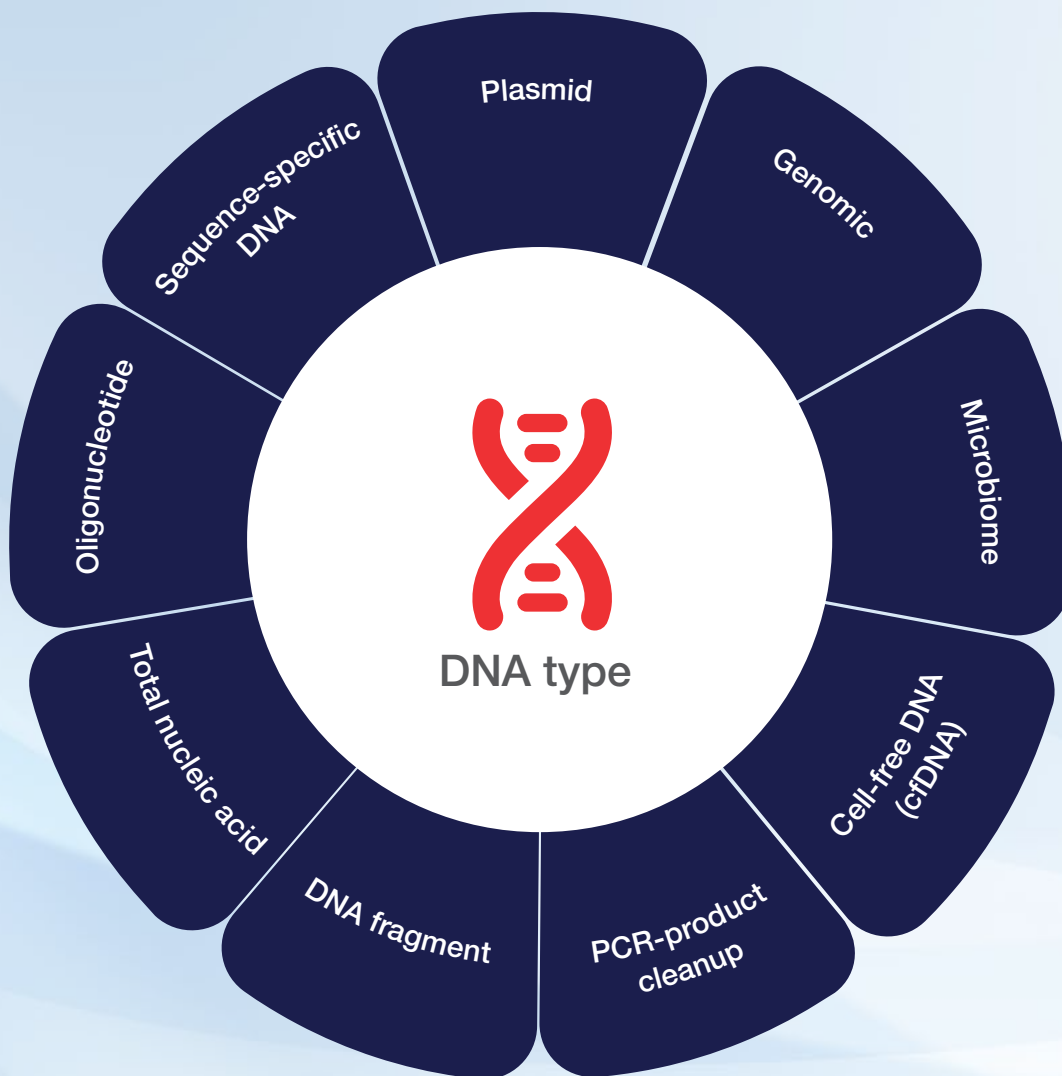 Plasmid
Genomic
Microbiome
Cell-free DNA
(cfDNA)
PCR-product
cleanup
DNA fragment
Total nucleic acid
Oligonucleotide
Sequence-specific
DNA
DNA type